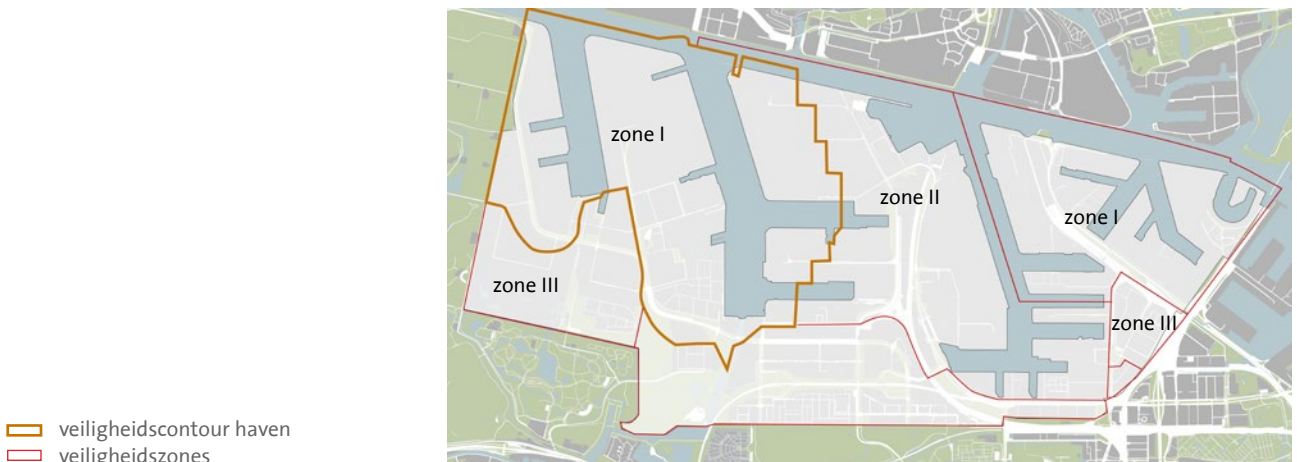 zone I
zone II
zone I
zone III
zone III
veiligheidscontour haven
veiligheidszones